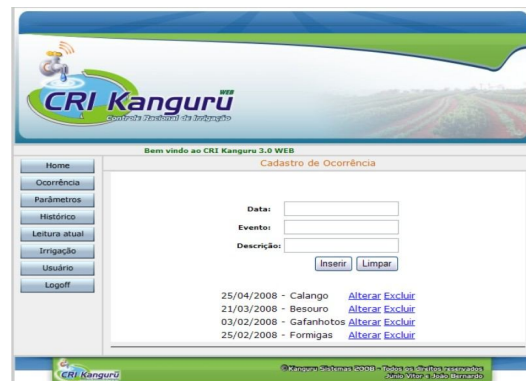 CRI Kanguru WEB
Controle Racional de Irrigação
Bem vindo ao CRI Kanguru 3.0 WEB
Home
Ocorrência
Parâmetros
Histórico
Leitura atual
Irrigação
Usuário
Logoff
Cadastro de Ocorrência
Data:
Evento:
Descrição:
Inserir Limpar
25/04/2008 - Calango Alterar Excluir
21/03/2008 - Besouro Alterar Excluir
03/02/2008 - Gafanhotos Alterar Excluir
25/02/2008 - Formigas Alterar Excluir
CRI Kanguru
©Kanguru Sistemas 2008 - Todos os direitos reservados
Junio Vitor e João Bernardo